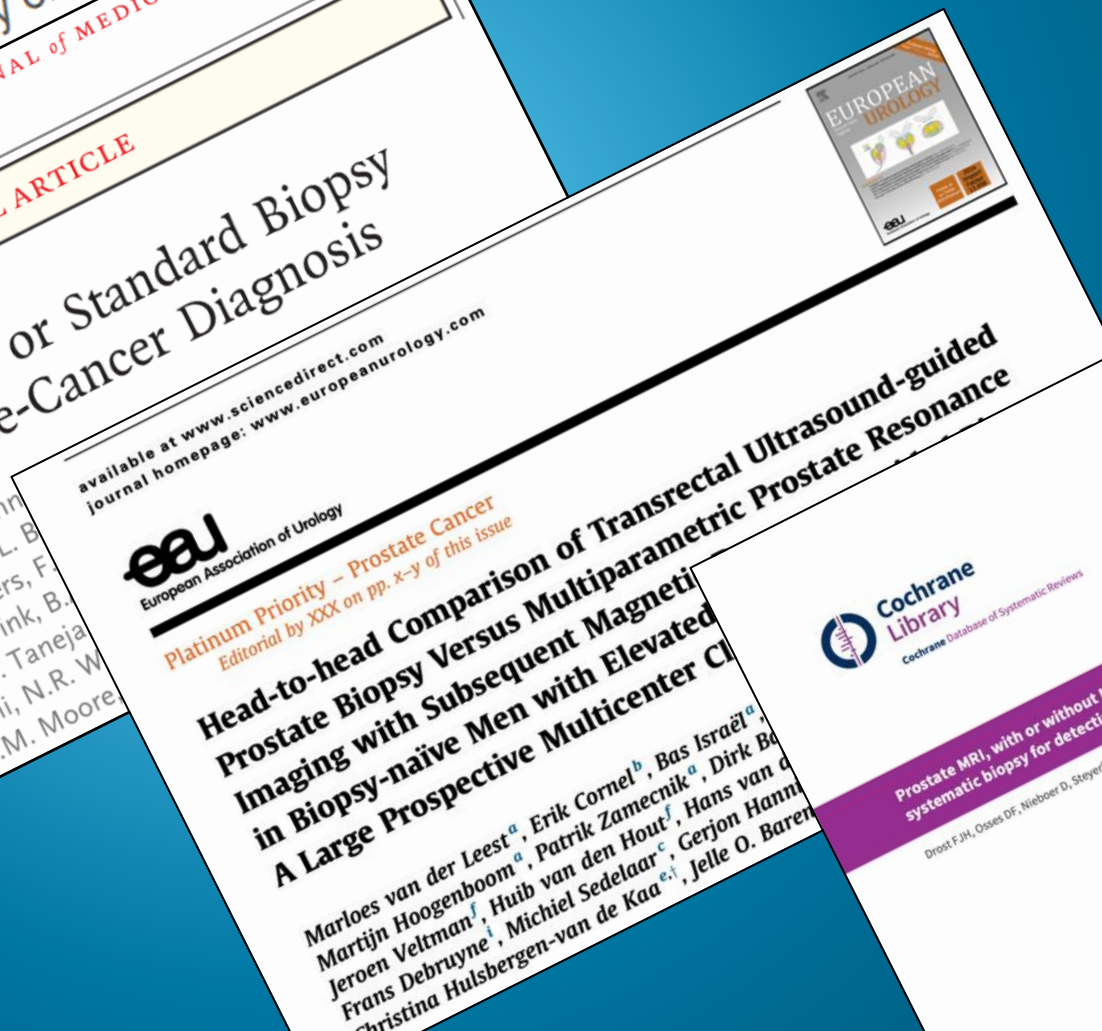 NAL of MEDIC
ARTICLE
or Standard Biopsy
e-Cancer Diagnosis
L. B
ers, F.
ink, B.
. Taneja
i, N.R. W
.M. Moore,
EUROPEAN
UROLOGY
eau
available at www.sciencedirect.com
journal homepage: www.europeanurology.com
eau
European Association of Urology
Platinum Priority – Prostate Cancer
Editorial by XXX on pp. x–y of this issue
Head-to-head Comparison of Transrectal Ultrasound-guided
Prostate Biopsy Versus Multiparametric Prostate Resonance
Imaging with Subsequent Magneti
in Biopsy-naïve Men with Elevated
A Large Prospective Multicenter Cl
Marloes van der Leest a, Erik Cornel b, Bas Israël a,
Martijn Hoogenboom a, Patrik Zamecnik a, Dirk Ba
Jeroen Veltman f, Huib van den Hout f, Hans van d
Frans Debruyne i, Michiel Sedelaar c, Gerjon Hanni
Christina Hulsbergen-van de Kaa e,†, Jelle O. Baren
Cochrane
Library
Cochrane Database of Systematic Reviews
Prostate MRI, with or without
systematic biopsy for detecti
Drost FJH, Osses DF, Nieboer D, Steyer